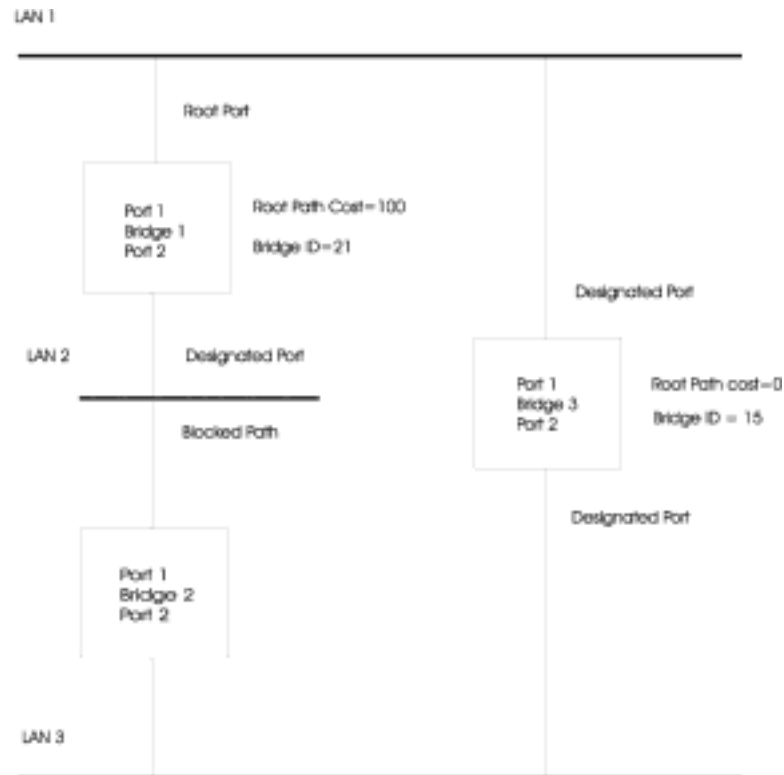 LAN 1
Root Port
Port 1
Bridge 1
Port 2
Root Path Cost=100
Bridge ID=21
Designated Port
LAN 2
Designated Port
Port 1
Bridge 3
Port 2
Root Path cost=0
Bridge ID = 15
Blocked Path
Designated Port
Port 1
Bridge 2
Port 2
LAN 3